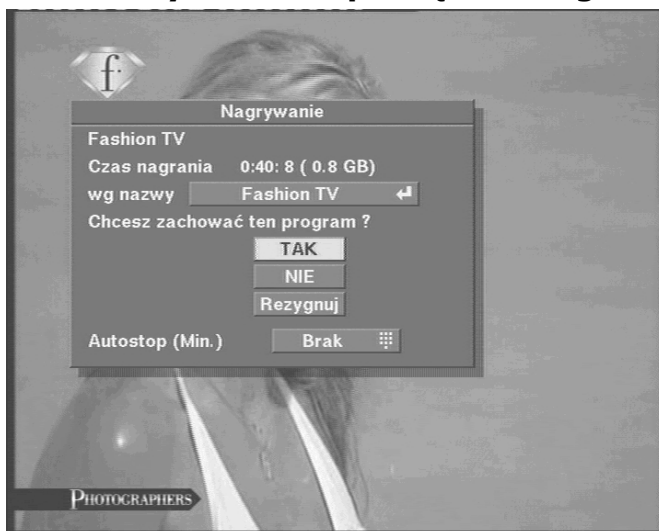 f.
Nagrywanie
Fashion TV
Czas nagrania 0:40: 8 ( 0.8 GB)
wg nazwy Fashion TV
Chcesz zachować ten program ?
TAK
NIE
Rezygnuj
Autostop (Min.) Brak
PHOTOGRAPHERS